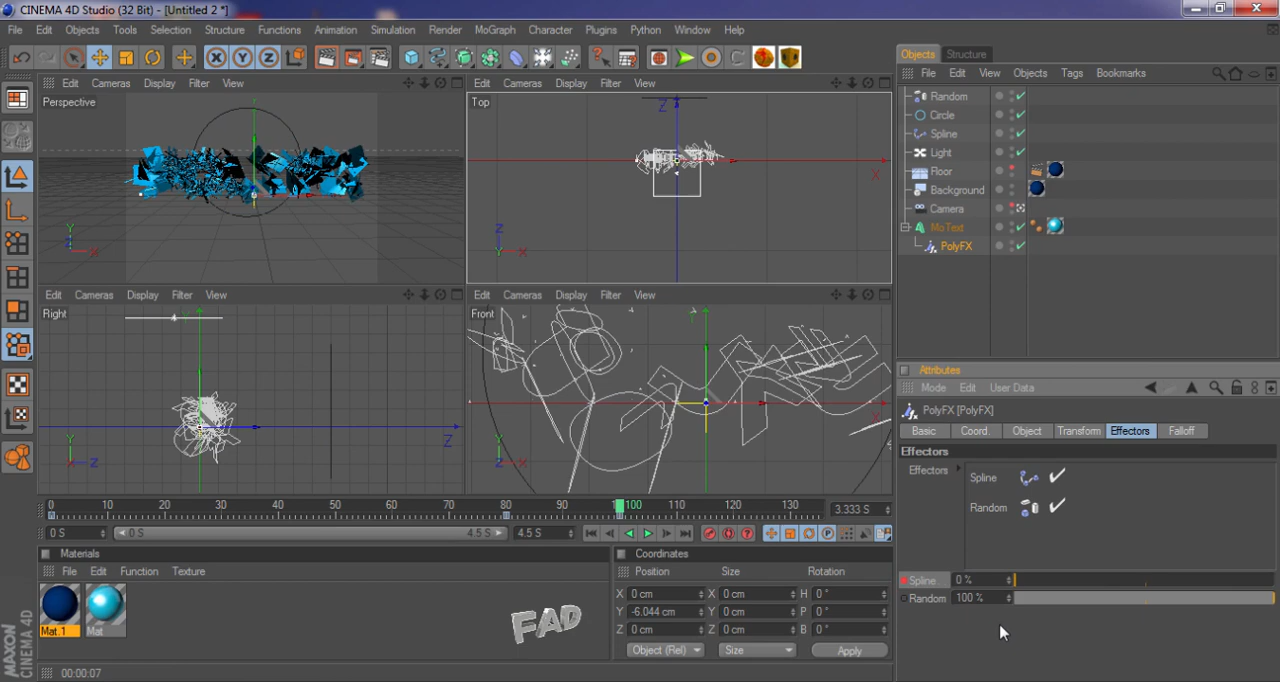 CINEMA 4D Studio (32 Bit) - [Untitled 2 *]
File Edit Objects Tools Selection Structure Functions Animation Simulation Render MoGraph Character Plugins Python Window Help
Objects Structure
File Edit View Objects Tags Bookmarks
Edit Cameras Display Filter View
Perspective
Edit Cameras Display Filter View
Top
Z
X
Z
Y X
Y
Z X
Random
Circle
Spline
Light
Floor
Background
Camera
MoText
PolyFX
Edit Cameras Display Filter View
Right
Y
Z
Y
X Z
Edit Cameras Display Filter View
Front
Y
X
Y
Z X
Attributes
Mode Edit User Data
PolyFX [PolyFX]
Basic Coord. Object Transform Effectors Falloff
Effectors
Effectors
Spline
Random
Spline 0 %
Random 100 %
0 10 20 30 40 50 60 70 80 90 100 110 120 130
3.333 S
0 S 0 S 4.5 S 4.5 S
Materials
File Edit Function Texture
Mat.1 Mat
FAD
Coordinates
Position Size Rotation
X 0 cm X 0 cm H 0 °
Y -6.044 cm Y 0 cm P 0 °
Z 0 cm Z 0 cm B 0 °
Object (Rel) Size Apply
MAXON
CINEMA 4D
00:00:07